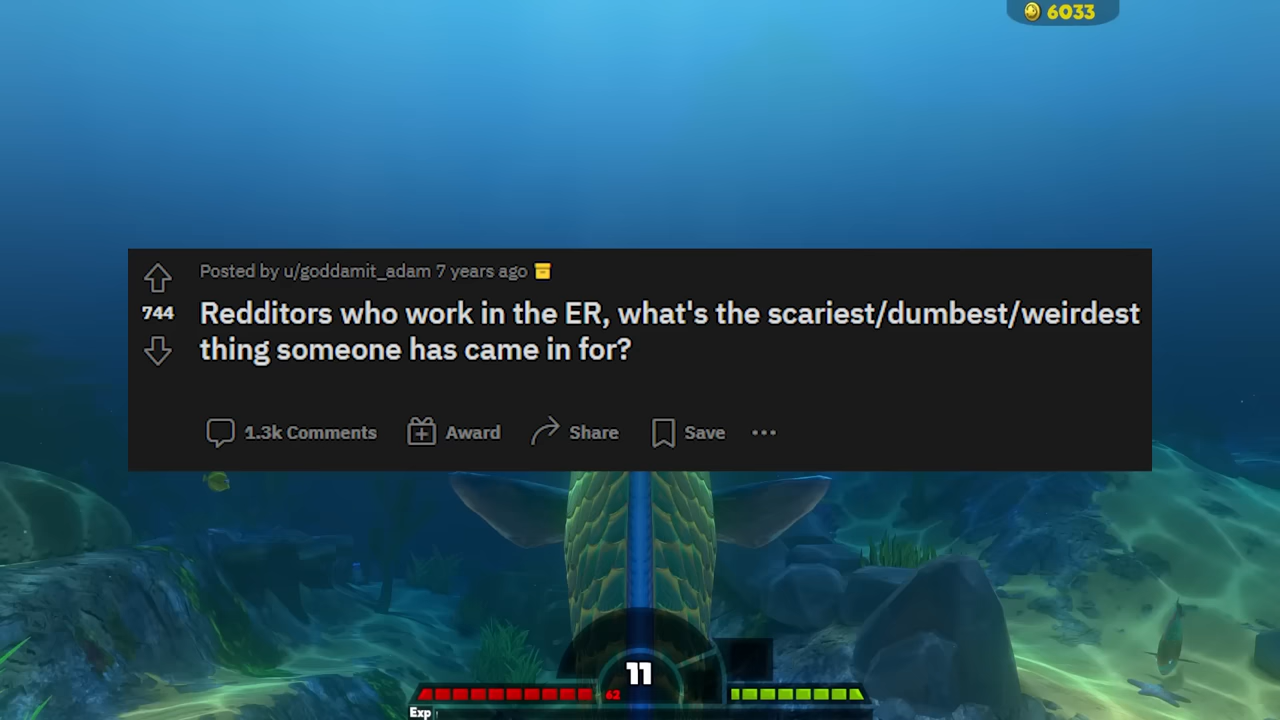 6033
Posted by u/goddamit_adam 7 years ago
744
Redditors who work in the ER, what's the scariest/dumbest/weirdest
thing someone has came in for?
1.3k Comments Award Share Save
11
62
Exp